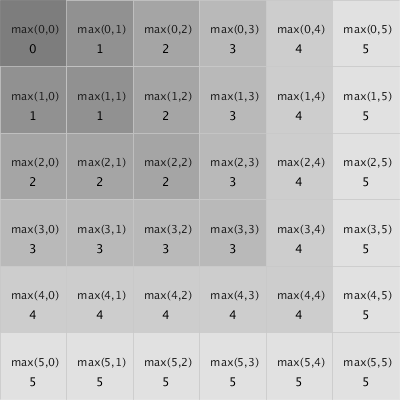 max(0,0) max(0,1) max(0,2) max(0,3) max(0,4) max(0,5)
0 1 2 3 4 5
max(1,0) max(1,1) max(1,2) max(1,3) max(1,4) max(1,5)
1 1 2 3 4 5
max(2,0) max(2,1) max(2,2) max(2,3) max(2,4) max(2,5)
2 2 2 3 4 5
max(3,0) max(3,1) max(3,2) max(3,3) max(3,4) max(3,5)
3 3 3 3 4 5
max(4,0) max(4,1) max(4,2) max(4,3) max(4,4) max(4,5)
4 4 4 4 4 5
max(5,0) max(5,1) max(5,2) max(5,3) max(5,4) max(5,5)
5 5 5 5 5 5